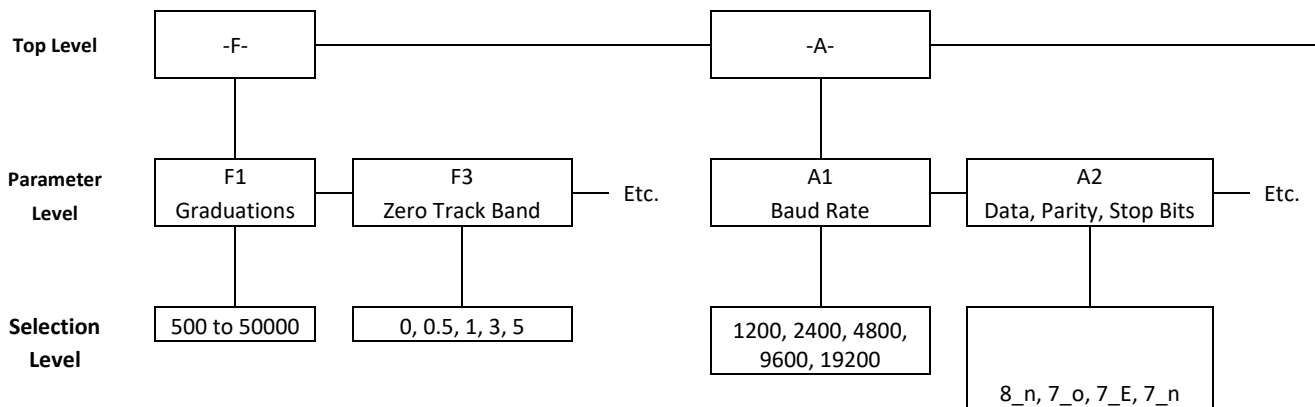 Top Level
-F-
-A-
Parameter
Level
F1
Graduations
F3
Zero Track Band
Etc.
A1
Baud Rate
A2
Data, Parity, Stop Bits
Etc.
Selection
Level
500 to 50000
0, 0.5, 1, 3, 5
1200, 2400, 4800,
9600, 19200
8_n, 7_o, 7_E, 7_n